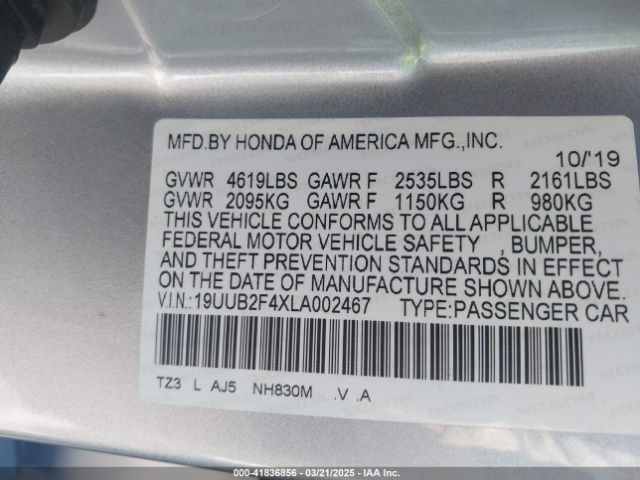 MFD.BY HONDA OF AMERICA MFG.,INC.
10/'19
GVWR 4619LBS GAWR F 2535LBS R 2161LBS
GVWR 2095KG GAWR F 1150KG R 980KG
THIS VEHICLE CONFORMS TO ALL APPLICABLE
FEDERAL MOTOR VEHICLE SAFETY , BUMPER,
AND THEFT PREVENTION STANDARDS IN EFFECT
ON THE DATE OF MANUFACTURE SHOWN ABOVE.
V.I.N.:19UUB2F4XLA002467 TYPE:PASSENGER CAR
TZ3 L AJ5 NH830M .V .A
000-41836856 — 03/21/2025 — IAA Inc.